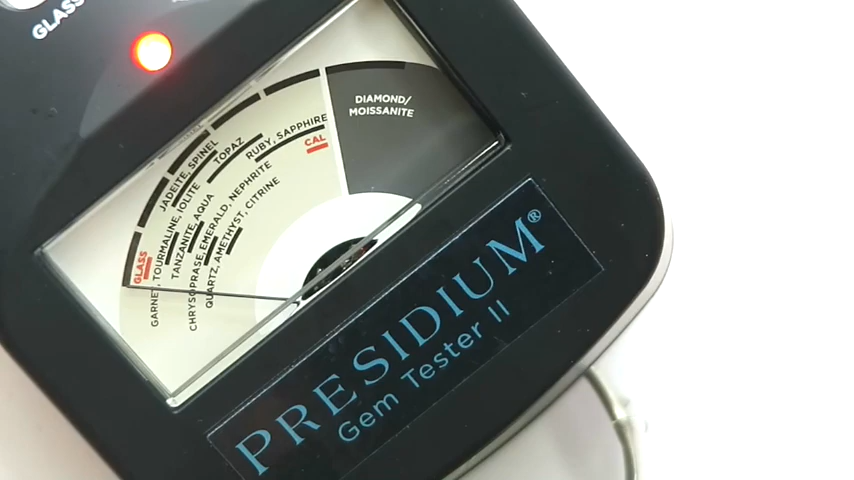 GLASS
DIAMOND/
MOISSANITE
RUBY, SAPPHIRE
CAL
TOPAZ
JADEITE, SPINEL
GLASS
GARNET, TOURMALINE, IOLITE
TANZANITE, AQUA
CHRYSOPRASE, EMERALD, NEPHRITE
QUARTZ, AMETHYST, CITRINE
PRESIDIUM®
Gem Tester II